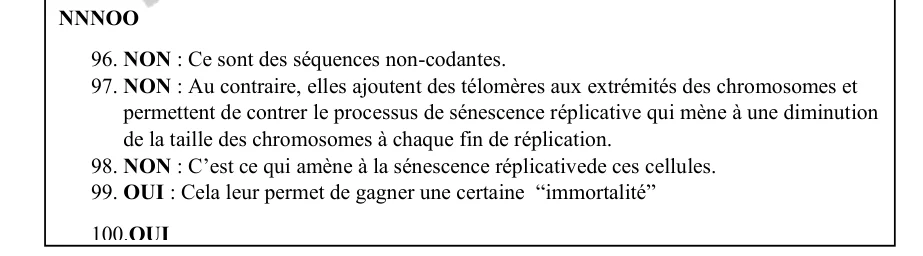 NNNOO
96. NON : Ce sont des séquences non-codantes.
97. NON : Au contraire, elles ajoutent des télomères aux extrémités des chromosomes et
permettent de contrer le processus de sénescence réplicative qui mène à une diminution
de la taille des chromosomes à chaque fin de réplication.
98. NON : C’est ce qui amène à la sénescence réplicativede ces cellules.
99. OUI : Cela leur permet de gagner une certaine “immortalité”
100.OUI